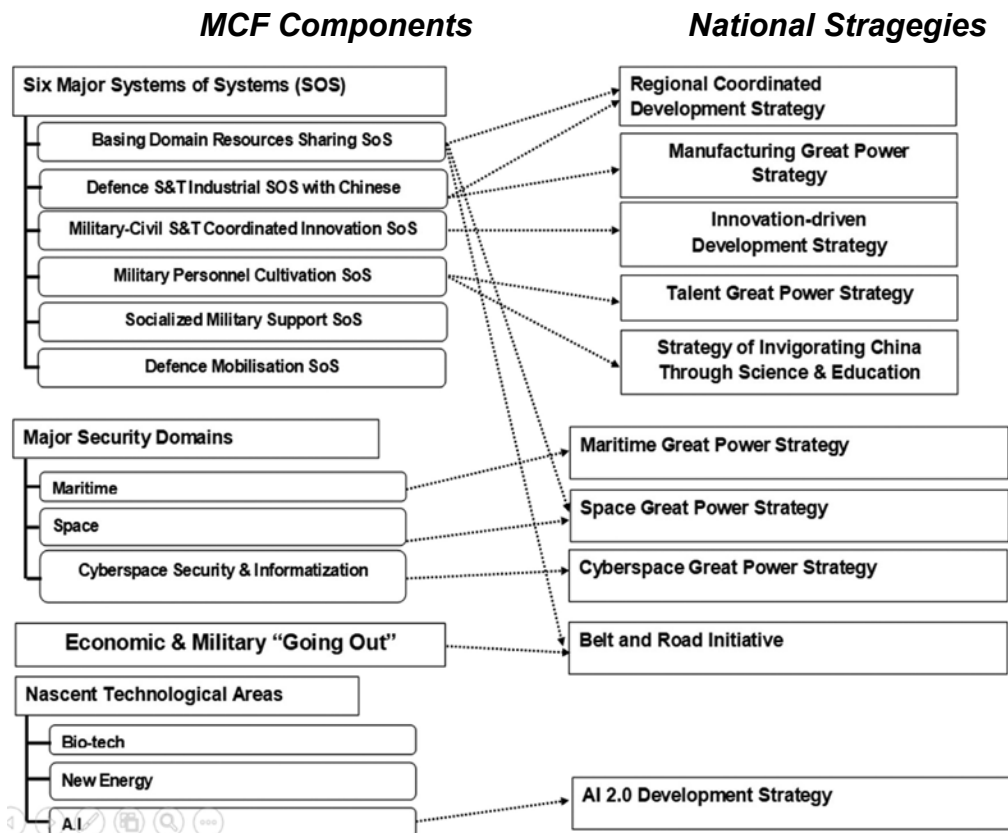 MCF Components
National Stragegies
Six Major Systems of Systems (SOS)
Basing Domain Resources Sharing SoS
Defence S&T Industrial SOS with Chinese
Military-Civil S&T Coordinated Innovation SoS
Military Personnel Cultivation SoS
Socialized Military Support SoS
Defence Mobilisation SoS
Regional Coordinated
Development Strategy
Manufacturing Great Power
Strategy
Innovation-driven
Development Strategy
Talent Great Power Strategy
Strategy of Invigorating China
Through Science & Education
Major Security Domains
Maritime
Space
Cyberspace Security & Informatization
Maritime Great Power Strategy
Space Great Power Strategy
Cyberspace Great Power Strategy
Economic & Military “Going Out”
Belt and Road Initiative
Nascent Technological Areas
Bio-tech
New Energy
AI
AI 2.0 Development Strategy